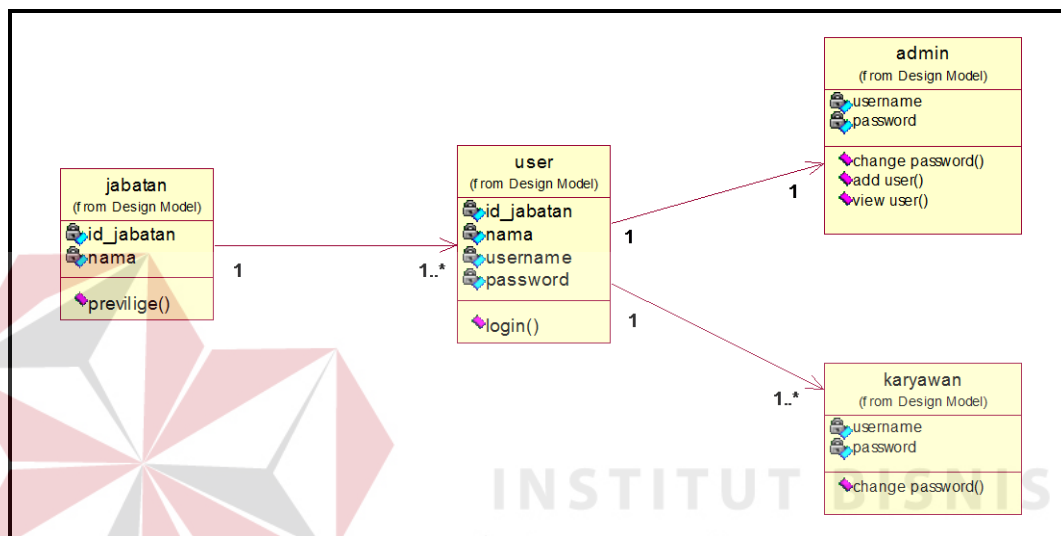 jabatan
(from Design Model)
id_jabatan
nama
previlige()
1
1..*
user
(from Design Model)
id_jabatan
nama
username
password
login()
1
1
admin
(from Design Model)
username
password
change password()
add user()
view user()
1
1..*
karyawan
(from Design Model)
username
password
change password()
INSTITUT BISNIS